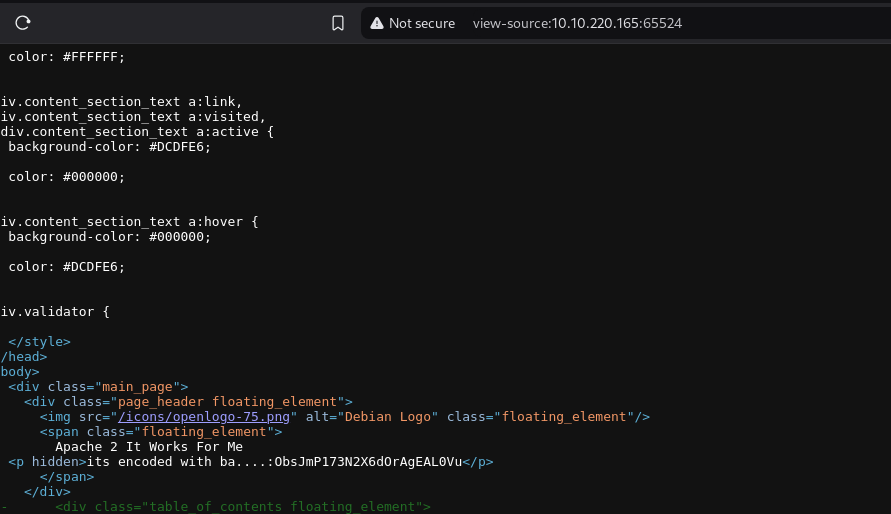 Not secure view-source:10.10.220.165:65524
color: #FFFFFF;
iv.content_section_text a:link,
iv.content_section_text a:visited,
div.content_section_text a:active {
background-color: #DCDFE6;
color: #000000;
iv.content_section_text a:hover {
background-color: #000000;
color: #DCDFE6;
iv.validator {
</style>
/head>
body>
<div class="main_page">
<div class="page_header floating_element">
<img src="/icons/openlogo-75.png" alt="Debian Logo" class="floating_element"/>
<span class="floating_element">
Apache 2 It Works For Me
<p hidden>its encoded with ba....:ObsJmP173N2X6dOrAgEAL0Vu</p>
</span>
</div>
- <div class="table_of_contents floating_element">